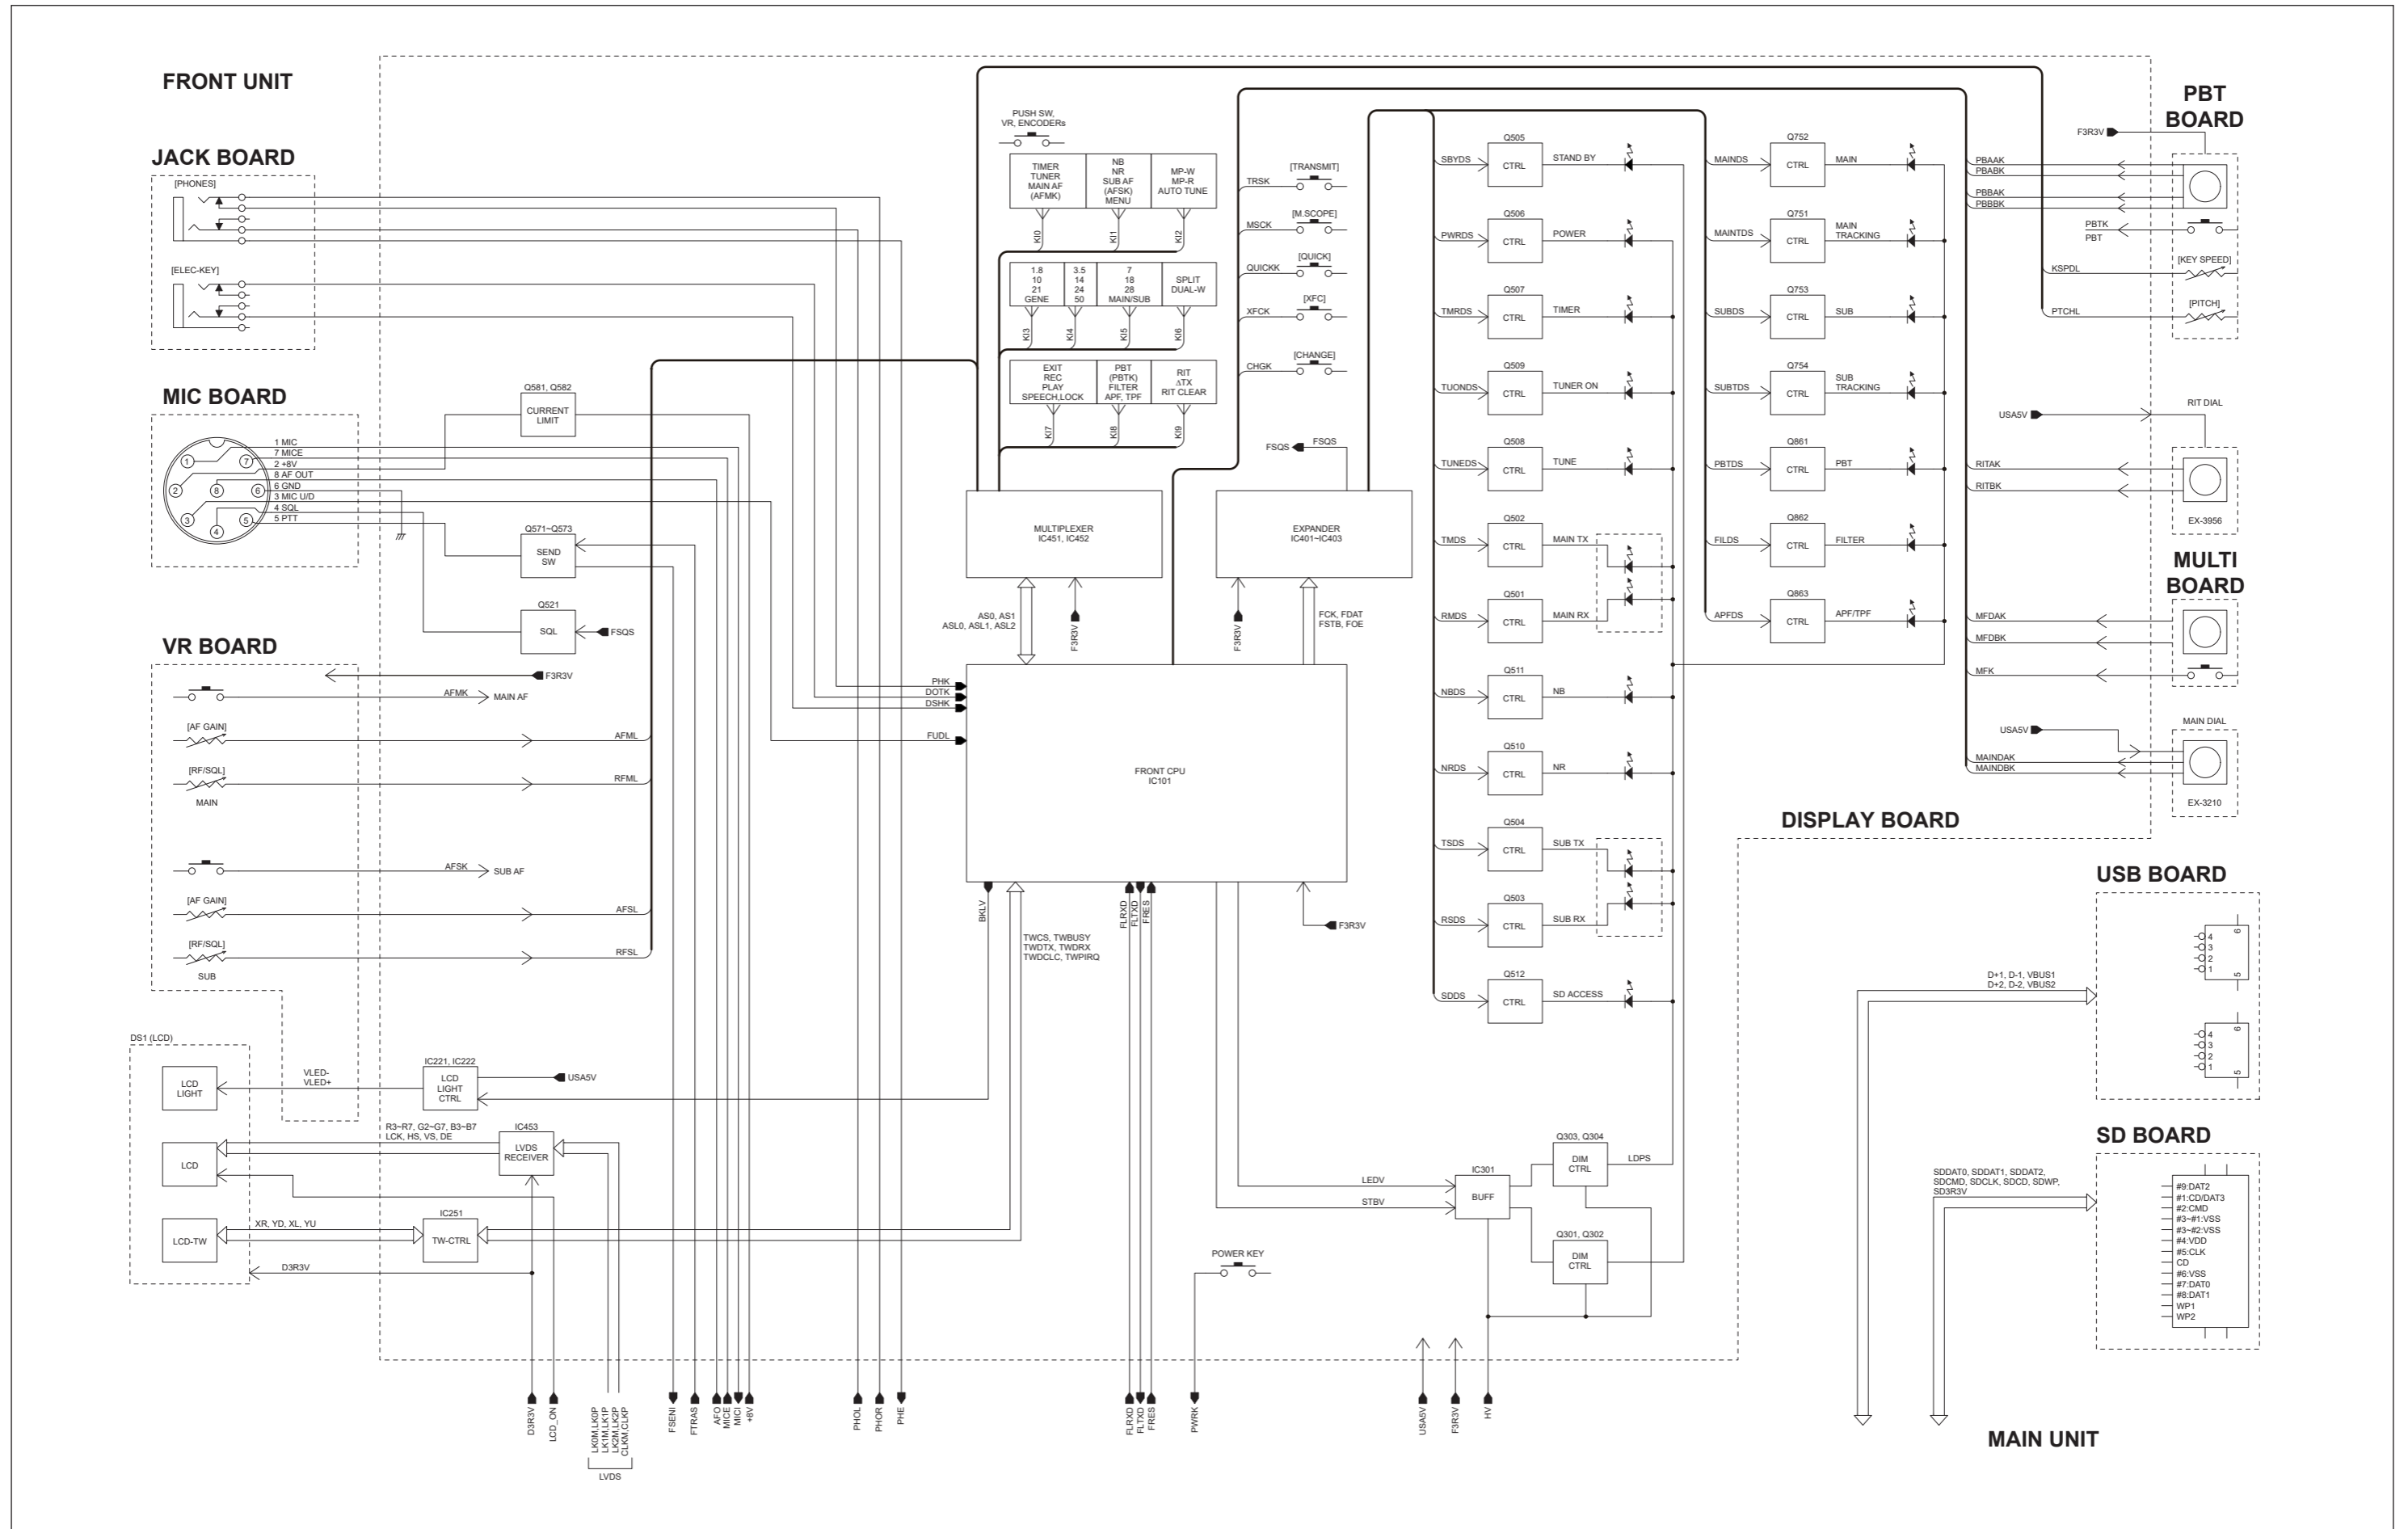 FRONT UNIT
JACK BOARD
[PHONES]
[ELEC-KEY]
MIC BOARD
1 MIC
7 MICE
2 +8V
8 AF OUT
6 GND
3 MIC U/D
4 SQL
5 PTT
1
7
2
8
6
3
5
4
Q581, Q582
CURRENT
LIMIT
Q571~Q573
SEND
SW
Q521
SQL
FSQS
VR BOARD
F3R3V
AFMK
MAIN AF
[AF GAIN]
AFML
[RF/SQL]
RFML
MAIN
AFSK
SUB AF
[AF GAIN]
AFSL
[RF/SQL]
RFSL
SUB
DS1 (LCD)
LCD
LIGHT
VLED-
VLED+
IC221, IC222
LCD
LIGHT
CTRL
USA5V
R3~R7, G2~G7, B3~B7
LCK, HS, VS, DE
IC453
LVDS
RECEIVER
LCD
XR, YD, XL, YU
IC251
TW-CTRL
LCD-TW
D3R3V
PUSH SW,
VR, ENCODERs
TIMER
TUNER
MAIN AF
(AFMK)
NB
NR
SUB AF
(AFSK)
MENU
MP-W
MP-R
AUTO TUNE
KI0
KI1
KI2
1.8
10
21
GENE
3.5
14
24
50
7
18
28
MAIN/SUB
SPLIT
DUAL-W
KI3
KI4
KI5
KI6
EXIT
REC
PLAY
SPEECH,LOCK
PBT
(PBTK)
FILTER
APF, TPF
RIT
ΔTX
RIT CLEAR
KI7
KI8
KI9
TRSK
[TRANSMIT]
MSCK
[M.SCOPE]
QUICKK
[QUICK]
XFCK
[XFC]
CHGK
[CHANGE]
FSQS
FSQS
MULTIPLEXER
IC451, IC452
EXPANDER
IC401~IC403
AS0, AS1
ASL0, ASL1, ASL2
F3R3V
F3R3V
FCK, FDAT
FSTB, FOE
PHK
DOTK
DSHK
FUDL
FRONT CPU
IC101
BKLV
TWCS, TWBUSY
TWDTX, TWDRX
TWDCLC, TWPIRQ
FLRXD
FLTXD
FRES
F3R3V
Q505
SBYDS
CTRL
STAND BY
Q506
PWRDS
CTRL
POWER
Q507
TMRDS
CTRL
TIMER
Q509
TUONDS
CTRL
TUNER ON
Q508
TUNEDS
CTRL
TUNE
Q502
TMDS
CTRL
MAIN TX
Q501
RMDS
CTRL
MAIN RX
Q511
NBDS
CTRL
NB
Q510
NRDS
CTRL
NR
Q504
TSDS
CTRL
SUB TX
Q503
RSDS
CTRL
SUB RX
Q512
SDDS
CTRL
SD ACCESS
Q752
MAINDS
CTRL
MAIN
Q751
MAINTDS
CTRL
MAIN
TRACKING
Q753
SUBDS
CTRL
SUB
Q754
SUBTDS
CTRL
SUB
TRACKING
Q861
PBTDS
CTRL
PBT
Q862
FILDS
CTRL
FILTER
Q863
APFDS
CTRL
APF/TPF
PBT
BOARD
F3R3V
PBAAK
PBABK
PBBAK
PBBBK
PBTK
PBT
KSPDL
[KEY SPEED]
PTCHL
[PITCH]
RIT DIAL
USA5V
RITAK
RITBK
EX-3956
MULTI
BOARD
MFDAK
MFDBK
MFK
MAIN DIAL
USA5V
MAINDAK
MAINDBK
EX-3210
DISPLAY BOARD
USB BOARD
4
3
2
1
6
5
D+1, D-1, VBUS1
D+2, D-2, VBUS2
4
3
2
1
6
5
SD BOARD
SDDAT0, SDDAT1, SDDAT2,
SDCMD, SDCLK, SDCD, SDWP,
SD3R3V
#9:DAT2
#1:CD/DAT3
#2:CMD
#3~#1:VSS
#3~#2:VSS
#4:VDD
#5:CLK
CD
#6:VSS
#7:DAT0
#8:DAT1
WP1
WP2
LEDV
STBV
IC301
BUFF
Q303, Q304
DIM
CTRL
LDPS
Q301, Q302
DIM
CTRL
POWER KEY
D3R3V
LCD_ON
LK0M,LK0P
LK1M,LK1P
LK2M,LK2P
CLKM,CLKP
LVDS
FSENI
FTRAS
AFO
MICE
MICI
+8V
PHOL
PHOR
PHE
FLRXD
FLTXD
FRES
PWRK
USA5V
F3R3V
HV
MAIN UNIT